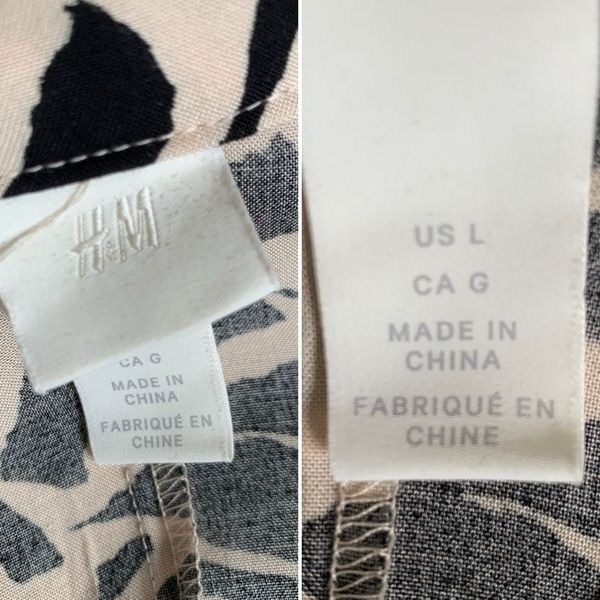 H&M
CA G
MADE IN
CHINA
FABRIQUÉ EN
CHINE
US L
CA G
MADE IN
CHINA
FABRIQUÉ EN
CHINE